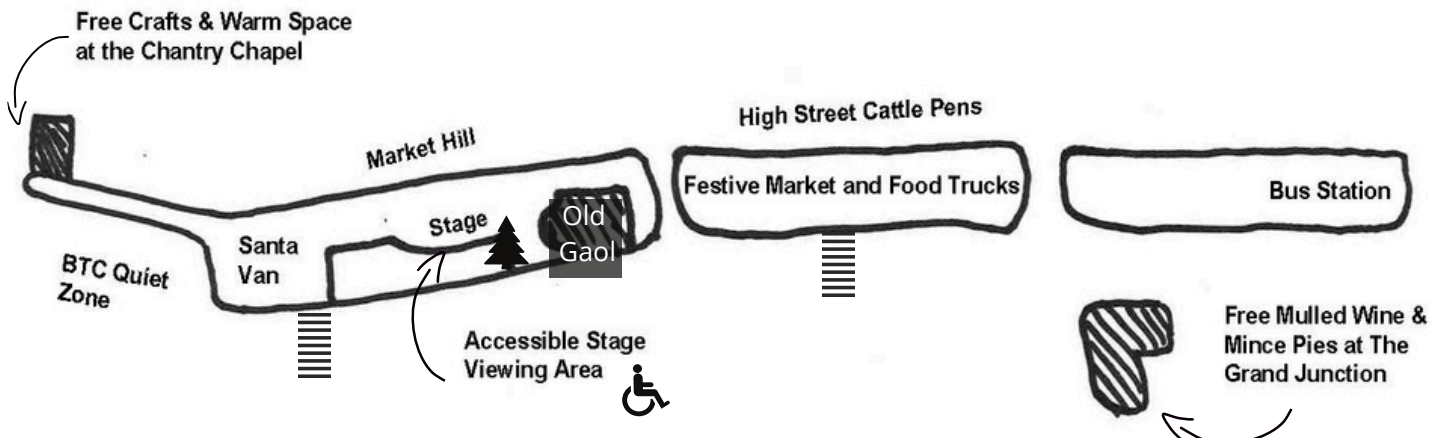 Free Crafts & Warm Space
at the Chantry Chapel
Market Hill
High Street Cattle Pens
Stage
Old
Gaol
Festive Market and Food Trucks
Bus Station
Santa
Van
BTC Quiet
Zone
Accessible Stage
Viewing Area
Free Mulled Wine &
Mince Pies at The
Grand Junction